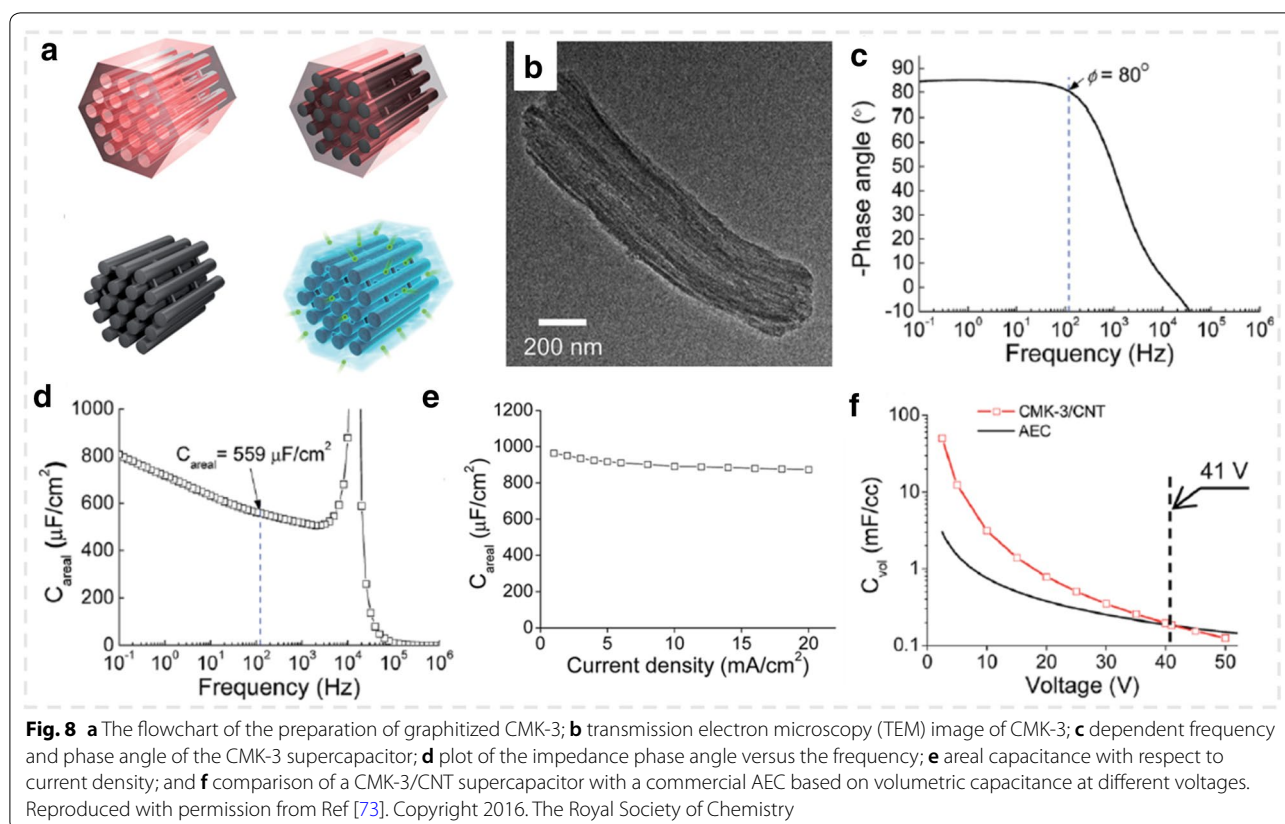 a
b
200 nm
c
ϕ = 80°
90
80
70
60
50
40
30
20
10
0
-10
-Phase angle (°)
10⁻¹ 10⁰ 10¹ 10² 10³ 10⁴ 10⁵ 10⁶
Frequency (Hz)
d
1000
800
600
400
200
0
C areal (μF/cm²)
C areal = 559 μF/cm²
10⁻¹ 10⁰ 10¹ 10² 10³ 10⁴ 10⁵ 10⁶
Frequency (Hz)
e
1200
1000
800
600
400
200
0
C areal (μF/cm²)
0 5 10 15 20
Current density (mA/cm²)
f
CMK-3/CNT
AEC
41 V
100
10
1
0.1
C vol (mF/cc)
0 10 20 30 40 50
Voltage (V)
Fig. 8 a The flowchart of the preparation of graphitized CMK-3; b transmission electron microscopy (TEM) image of CMK-3; c dependent frequency
and phase angle of the CMK-3 supercapacitor; d plot of the impedance phase angle versus the frequency; e areal capacitance with respect to
current density; and f comparison of a CMK-3/CNT supercapacitor with a commercial AEC based on volumetric capacitance at different voltages.
Reproduced with permission from Ref [73]. Copyright 2016. The Royal Society of Chemistry